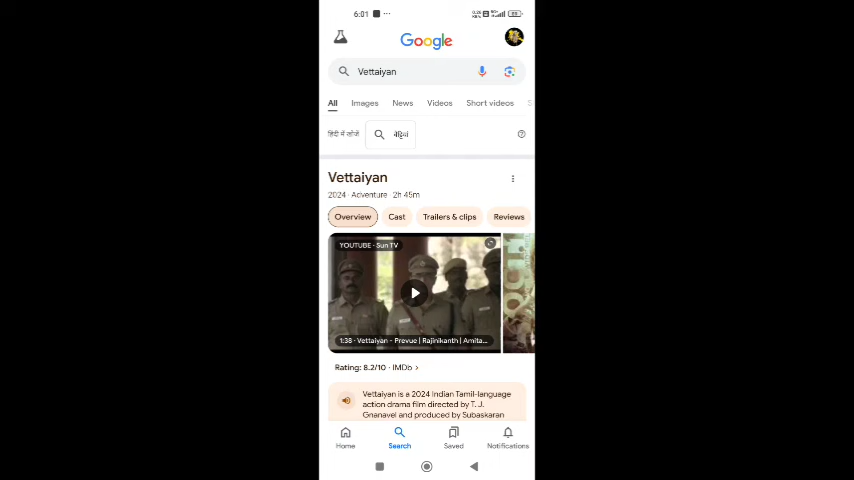 6:01
89
Google
Vettaiyan
All Images News Videos Short videos
हिंदी में खोजें
Vettaiyan
2024 · Adventure · 2h 45m
Overview Cast Trailers & clips Reviews
YOUTUBE · Sun TV
1:38 · Vettaiyan - Prevue | Rajinikanth | Amita...
Rating: 8.2/10 · IMDb >
Vettaiyan is a 2024 Indian Tamil-language
action drama film directed by T. J.
Gnanavel and produced by Subaskaran
Home Search Saved Notifications